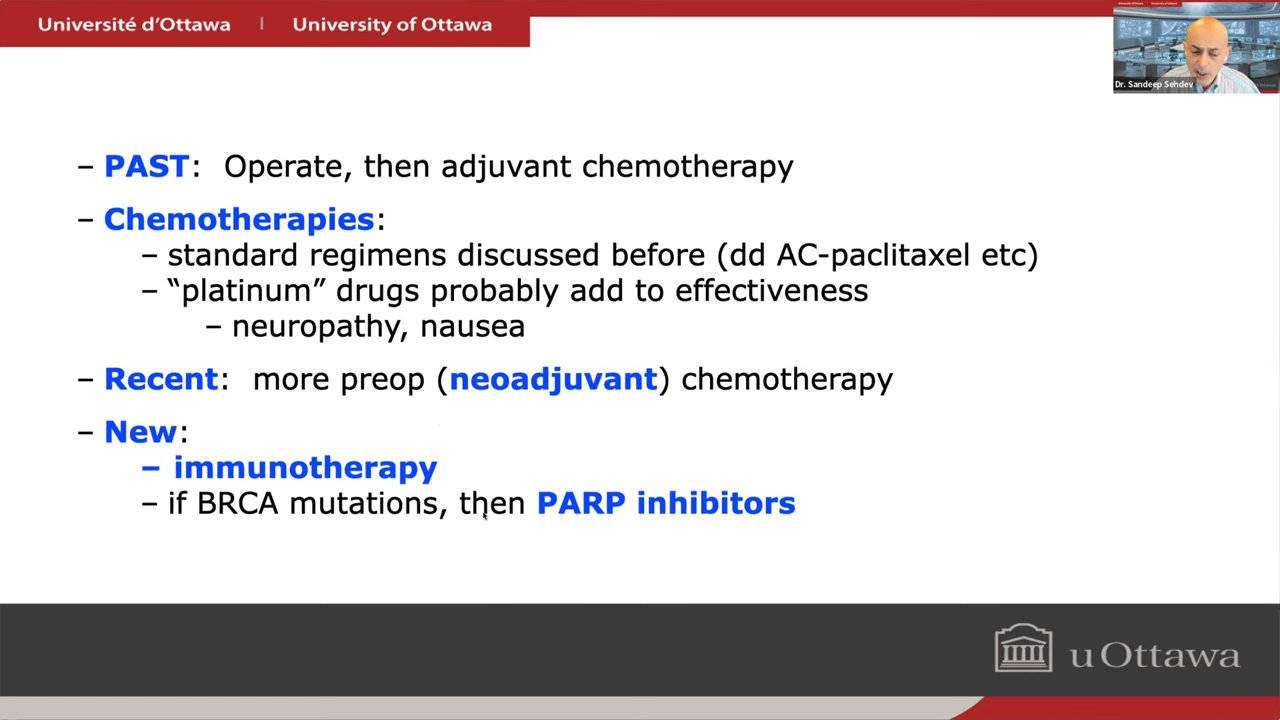 Université d'Ottawa | University of Ottawa
Dr. Sandeep Sehdev
– PAST: Operate, then adjuvant chemotherapy
– Chemotherapies:
– standard regimens discussed before (dd AC-paclitaxel etc)
– “platinum” drugs probably add to effectiveness
– neuropathy, nausea
– Recent: more preop (neoadjuvant) chemotherapy
– New:
– immunotherapy
– if BRCA mutations, then PARP inhibitors
uOttawa